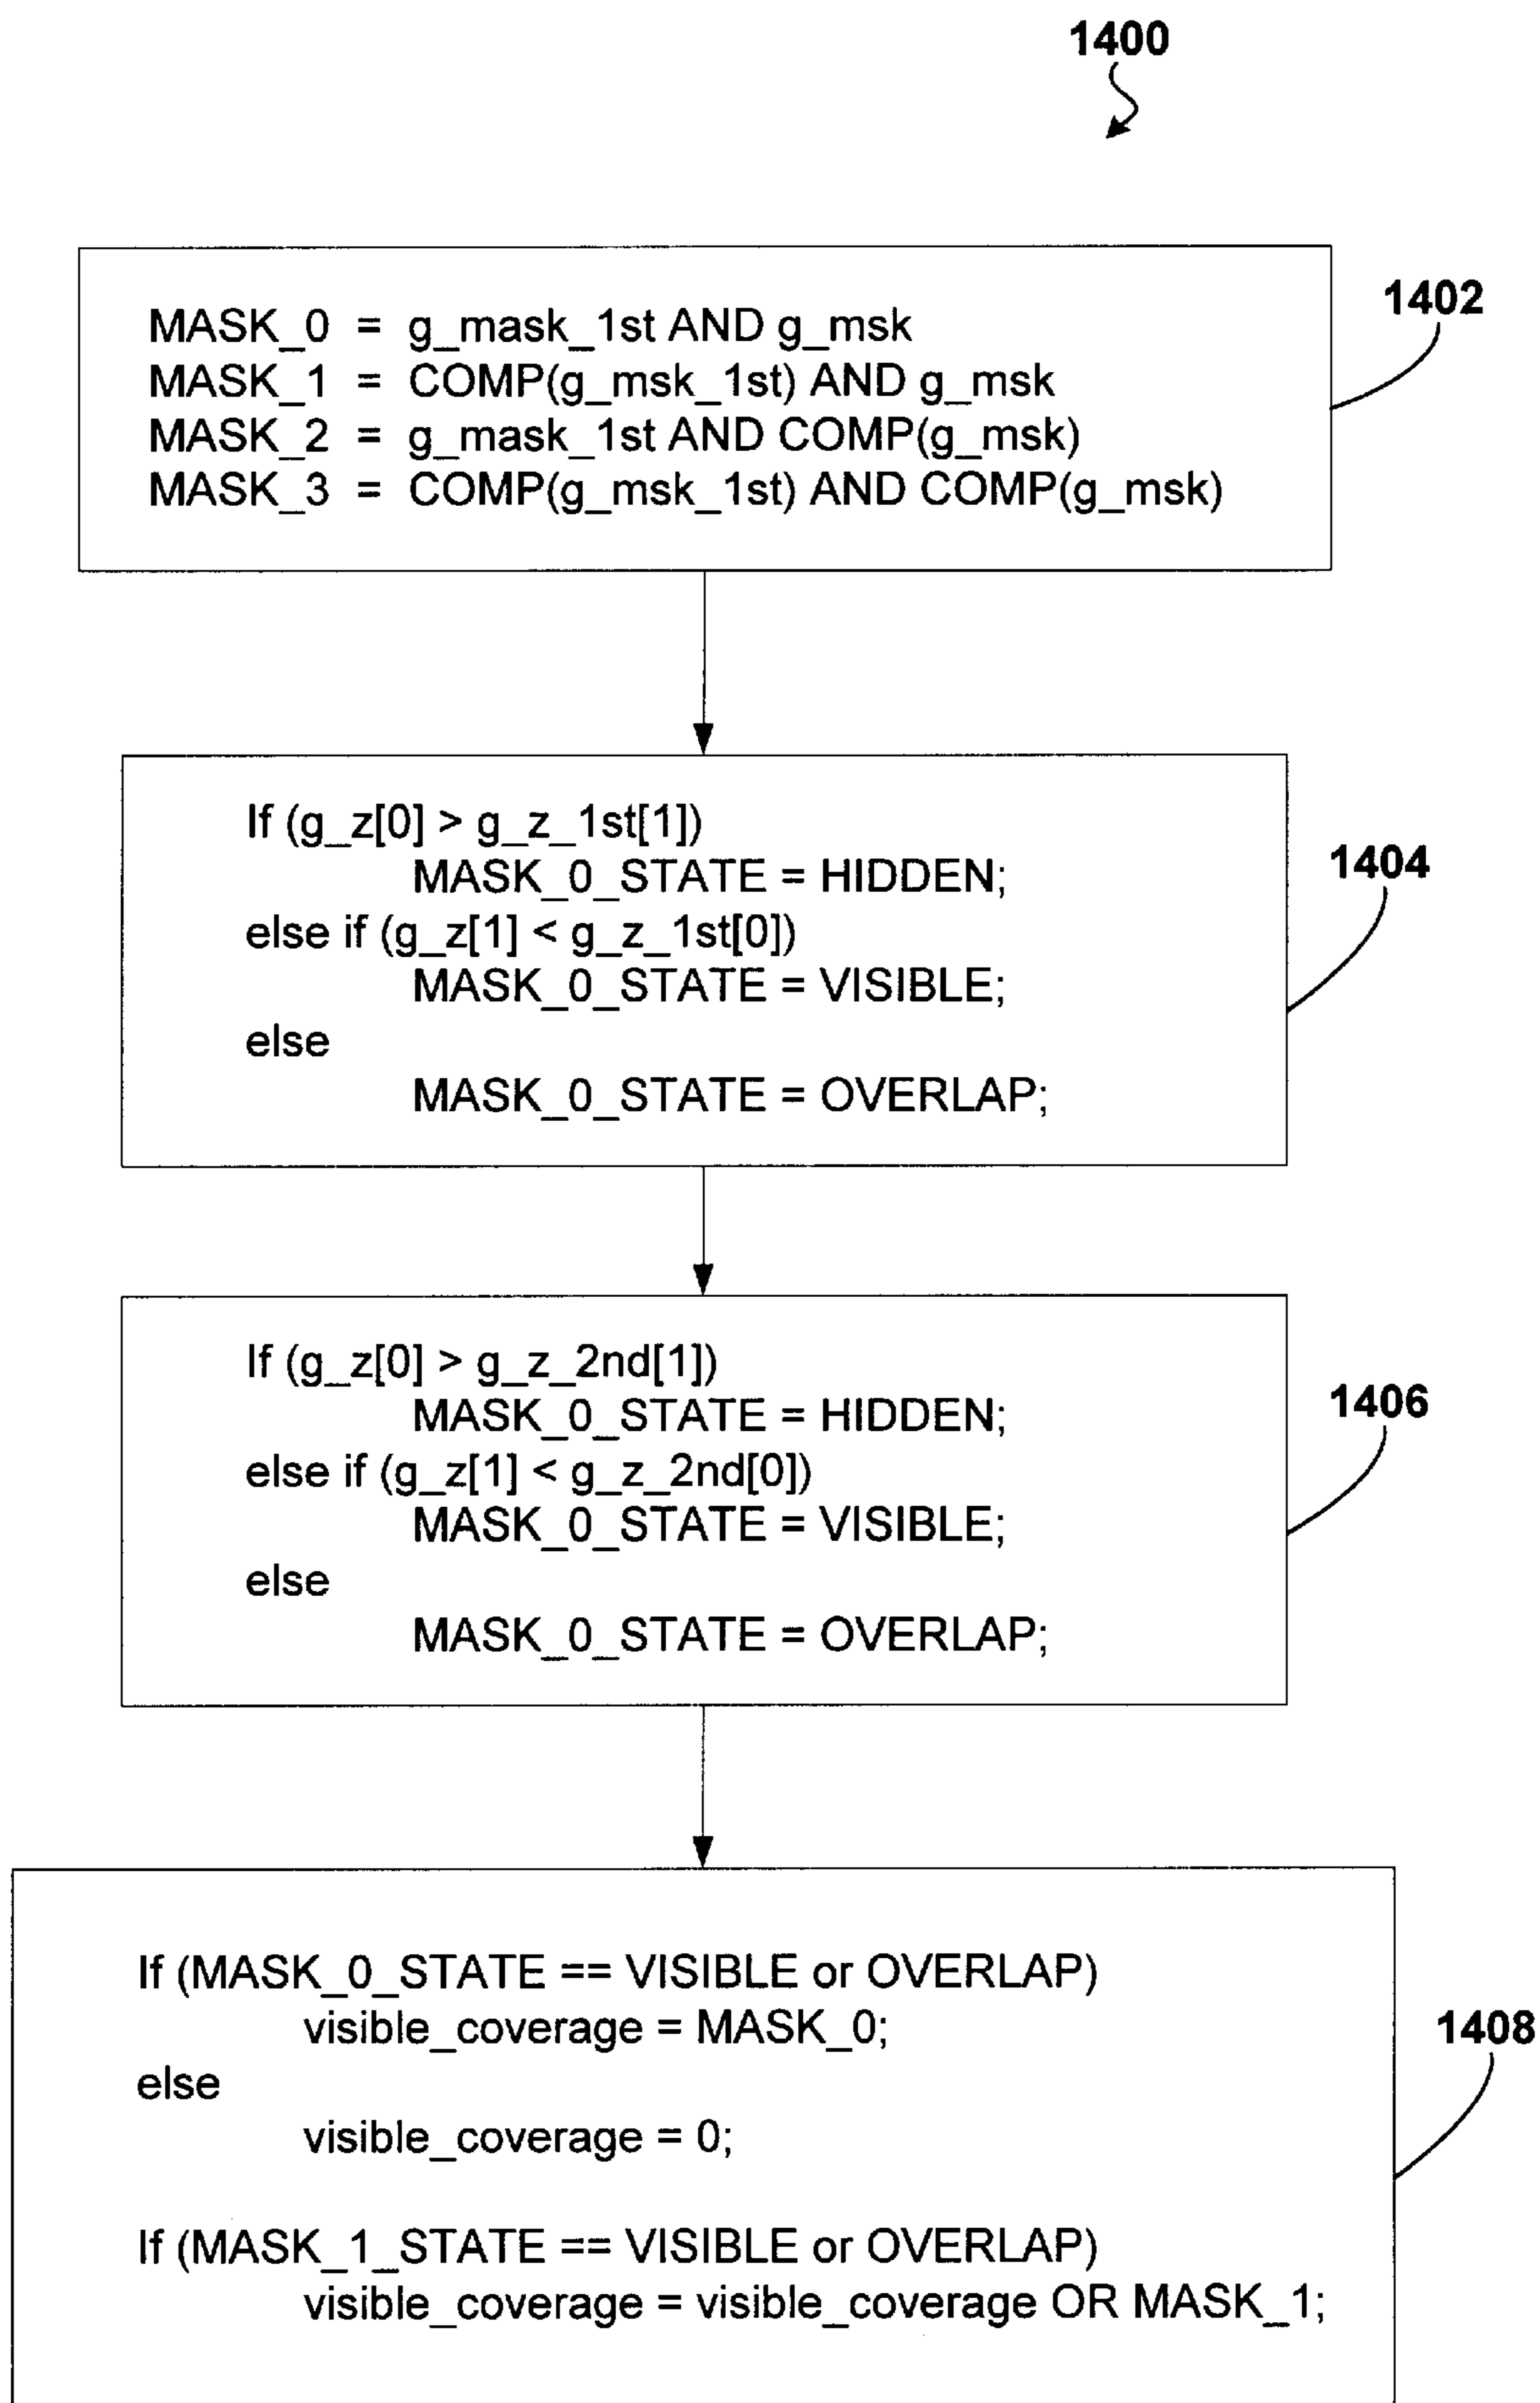 1400
1402
MASK_0 = g_mask_1st AND g_msk
MASK_1 = COMP(g_msk_1st) AND g_msk
MASK_2 = g_mask_1st AND COMP(g_msk)
MASK_3 = COMP(g_msk_1st) AND COMP(g_msk)
1404
If (g_z[0] > g_z_1st[1])
MASK_0_STATE = HIDDEN;
else if (g_z[1] < g_z_1st[0])
MASK_0_STATE = VISIBLE;
else
MASK_0_STATE = OVERLAP;
1406
If (g_z[0] > g_z_2nd[1])
MASK_0_STATE = HIDDEN;
else if (g_z[1] < g_z_2nd[0])
MASK_0_STATE = VISIBLE;
else
MASK_0_STATE = OVERLAP;
1408
If (MASK_0_STATE == VISIBLE or OVERLAP)
visible_coverage = MASK_0;
else
visible_coverage = 0;
If (MASK_1_STATE == VISIBLE or OVERLAP)
visible_coverage = visible_coverage OR MASK_1;